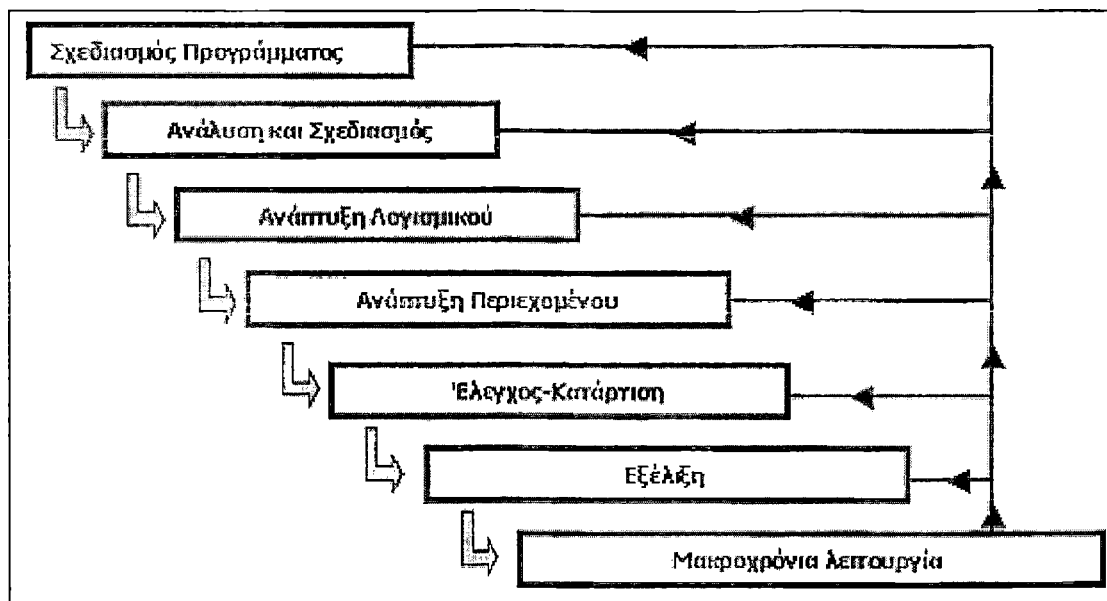 Σχεδιασμός Προγράμματος
Ανάλυση και Σχεδιασμός
Ανάπτυξη Λογισμικού
Ανάπτυξη Περιεχομένου
Έλεγχος-Κατάρτιση
Εξέλιξη
Μακροχρόνια λειτουργία